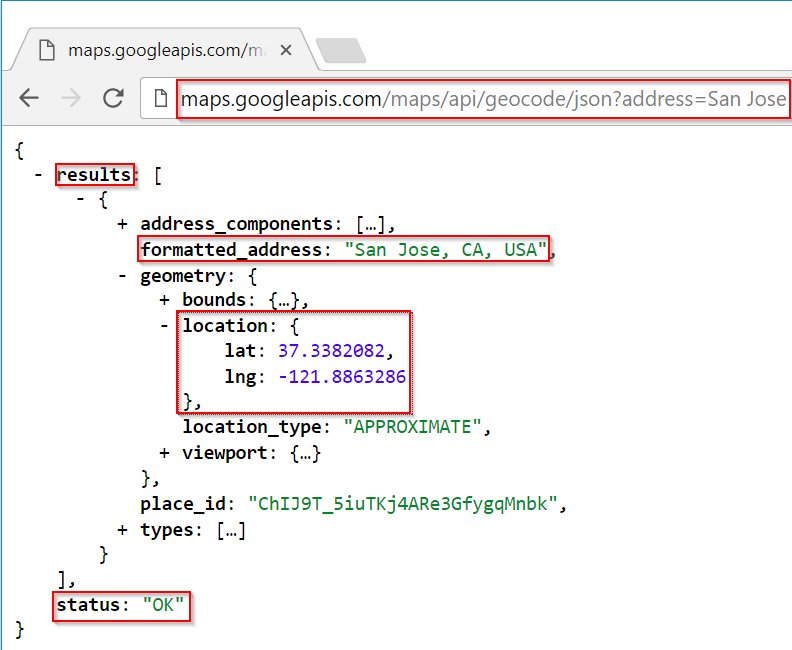 maps.googleapis.com/m
maps.googleapis.com/maps/api/geocode/json?address=San Jose
{
- results: [
- {
+ address_components: […],
formatted_address: "San Jose, CA, USA",
- geometry: {
+ bounds: {…},
- location: {
lat: 37.3382082,
lng: -121.8863286
},
location_type: "APPROXIMATE",
+ viewport: {…}
},
place_id: "ChIJ9T_5iuTKj4ARe3GfygqMnbk",
+ types: […]
}
],
status: "OK"
}